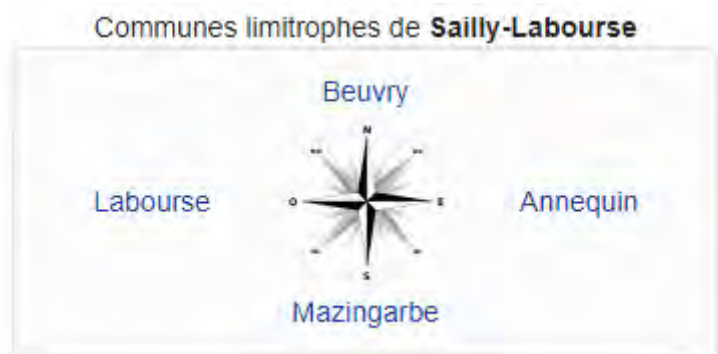 Communes limitrophes de Sailly-Labourse
Beuvry
N
Labourse
O
E
Annequin
S
Mazingarbe